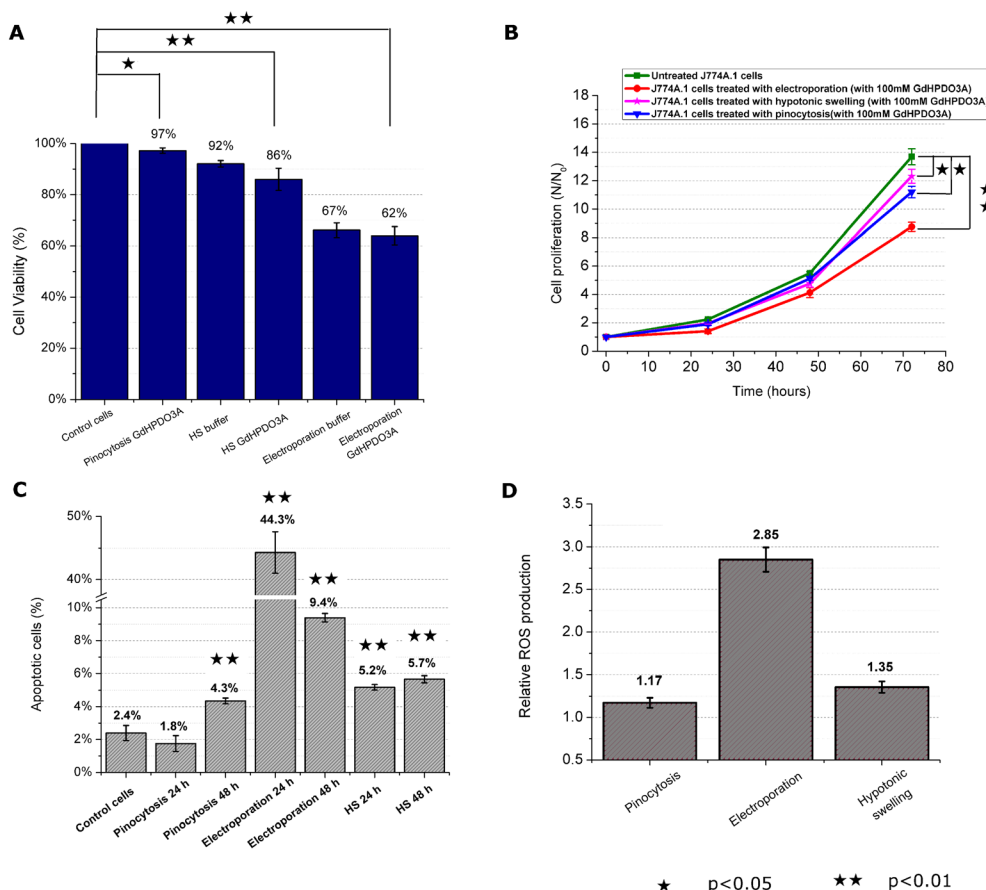 A
★★
★★
★
97%
92%
86%
67%
62%
100%
80%
60%
40%
20%
0%
Cell Viability (%)
Control cells
Pinocytosis GdHPDO3A
HS buffer
HS GdHPDO3A
Electroporation buffer
Electroporation
GdHPDO3A
B
Untreated J774A.1 cells
J774A.1 cells treated with electroporation (with 100mM GdHPDO3A)
J774A.1 cells treated with hypotonic swelling (with 100mM GdHPDO3A
J774A.1 cells treated with pinocytosis(with 100mM GdHPDO3A)
18
16
14
12
10
8
6
4
2
0
Cell proliferation (N/N0)
★ ★
★
★
0 10 20 30 40 50 60 70 80
Time (hours)
C
★★
44.3%
★★
9.4%
★★
4.3%
★★
5.2%
★★
5.7%
2.4%
1.8%
50%
40%
10%
8%
6%
4%
2%
0%
Apoptotic cells (%)
Control cells
Pinocytosis 24 h
Pinocytosis 48 h
Electroporation 24 h
Electroporation 48 h
HS 24 h
HS 48 h
D
3.5
3.0
2.5
2.0
1.5
1.0
0.5
Relative ROS production
1.17
2.85
1.35
Pinocytosis
Electroporation
Hypotonic
swelling
★ p<0.05 ★★ p<0.01